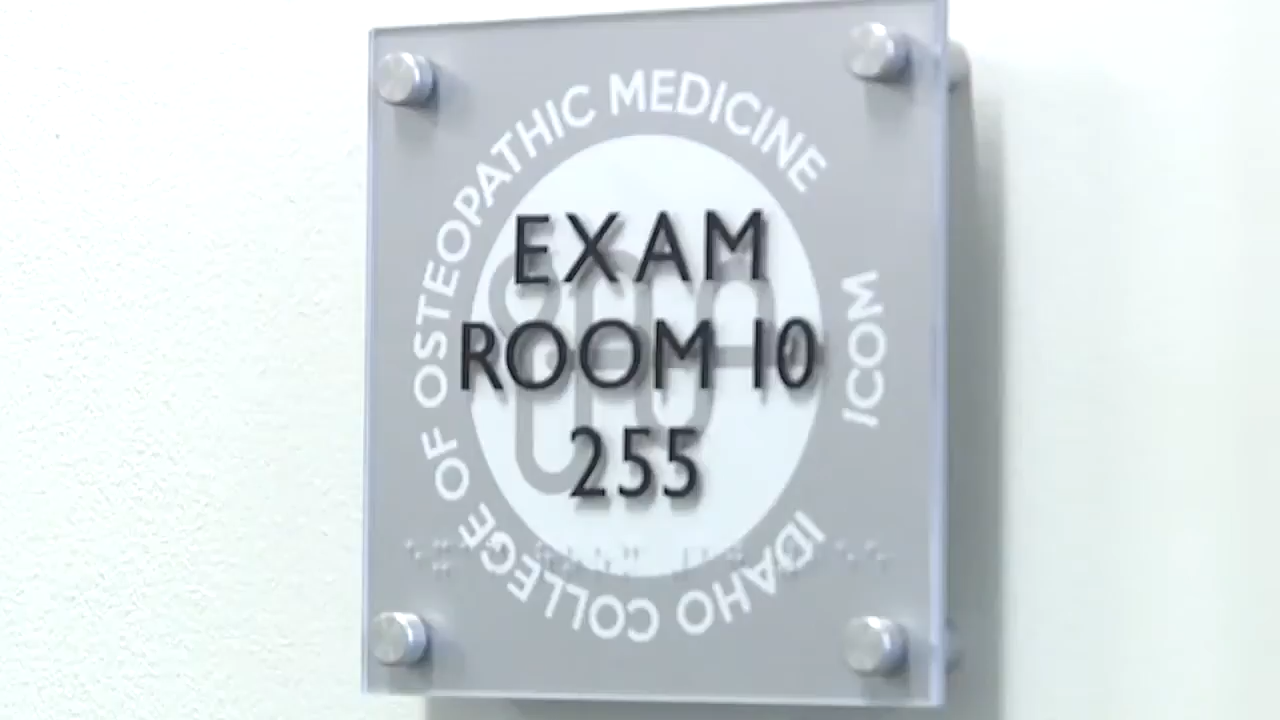 EXAM
ROOM 10
255
IDAHO COLLEGE OF OSTEOPATHIC MEDICINE
ICOM